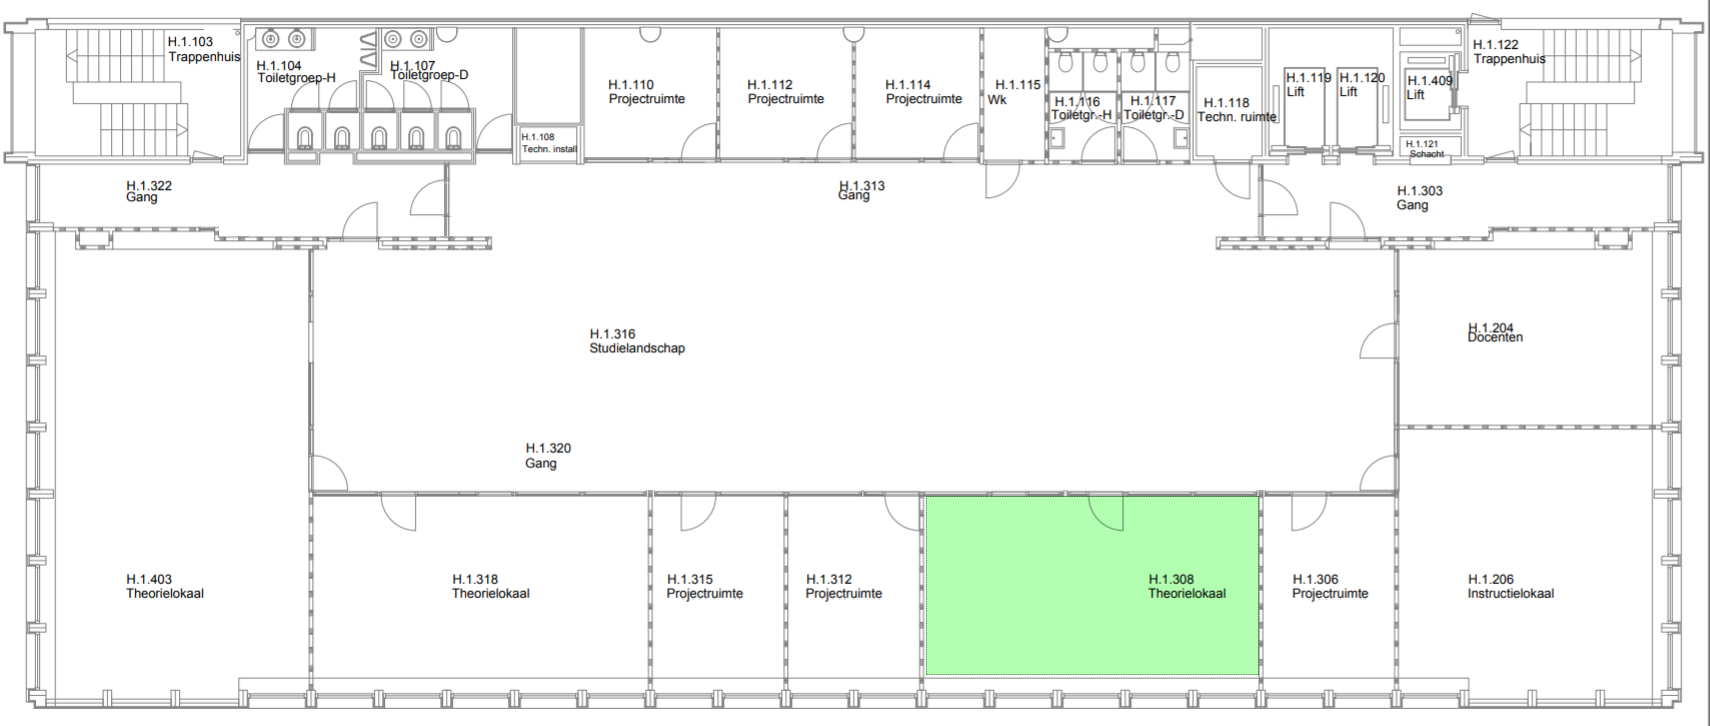 H.1.103
Trappenhuis
H.1.104
Toiletgroep-H
H.1.107
Toiletgroep-D
H.1.108
Techn. install
H.1.110
Projectruimte
H.1.112
Projectruimte
H.1.114
Projectruimte
H.1.115
Wk
H.1.116
Toiletgr.-H
H.1.117
Toiletgr.-D
H.1.118
Techn. ruimte
H.1.119
Lift
H.1.120
Lift
H.1.409
Lift
H.1.121
Schacht
H.1.122
Trappenhuis
H.1.322
Gang
H.1.313
Gang
H.1.303
Gang
H.1.316
Studielandschap
H.1.204
Docenten
H.1.320
Gang
H.1.403
Theorielokaal
H.1.318
Theorielokaal
H.1.315
Projectruimte
H.1.312
Projectruimte
H.1.308
Theorielokaal
H.1.306
Projectruimte
H.1.206
Instructielokaal